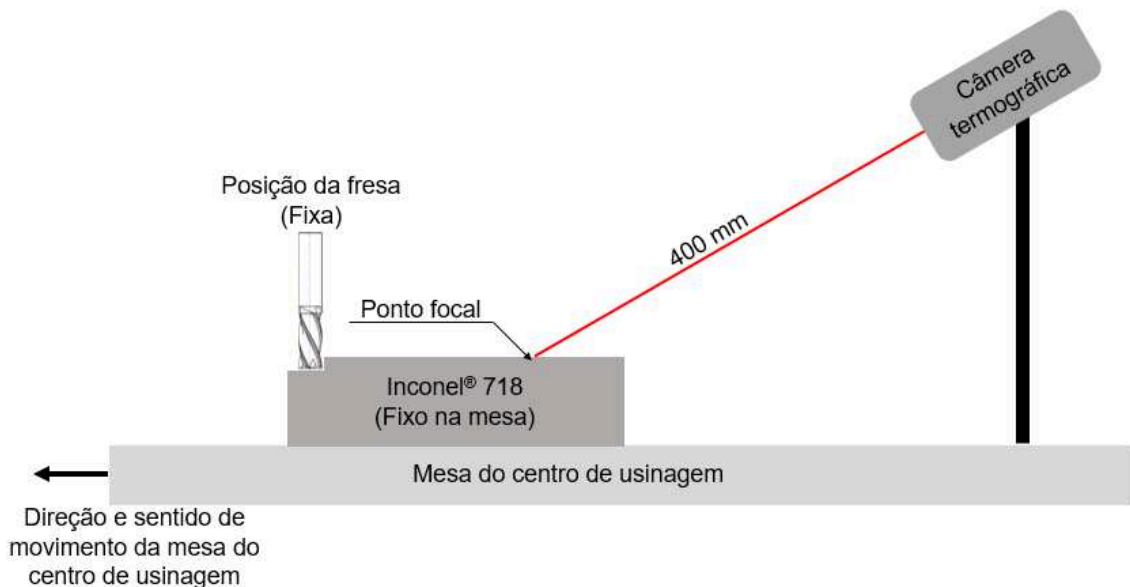 Câmera
termográfica
Posição da fresa
(Fixa)
400 mm
Ponto focal
Inconel® 718
(Fixo na mesa)
Mesa do centro de usinagem
Direção e sentido de
movimento da mesa do
centro de usinagem